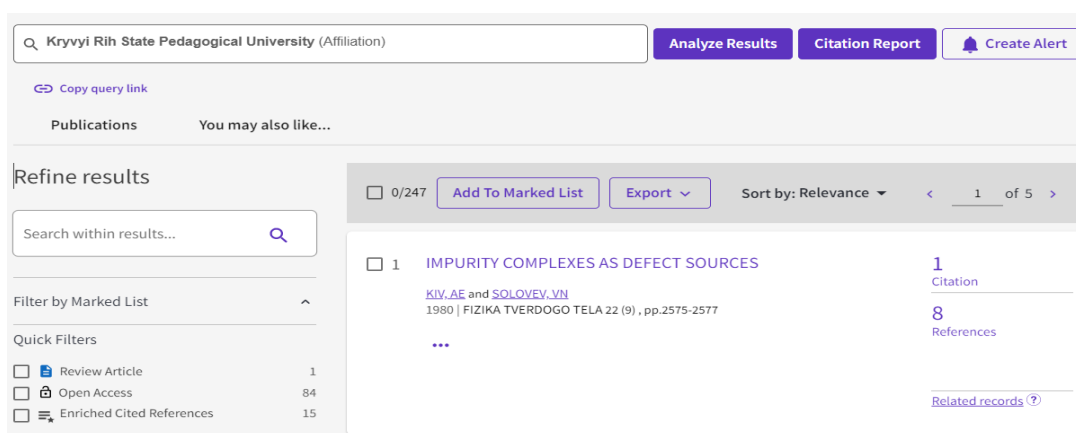 Kryvyi Rih State Pedagogical University (Affiliation)
Analyze Results
Citation Report
Create Alert
Copy query link
Publications
You may also like...
Refine results
0/247
Add To Marked List
Export
Sort by: Relevance
1 of 5
Search within results...
Filter by Marked List
Quick Filters
Review Article 1
Open Access 84
Enriched Cited References 15
1 IMPURITY COMPLEXES AS DEFECT SOURCES
KIV, AE and SOLOVEV, VN
1980 | FIZIKA TVERDOGO TELA 22 (9) , pp.2575-2577
...
1
Citation
8
References
Related records ?